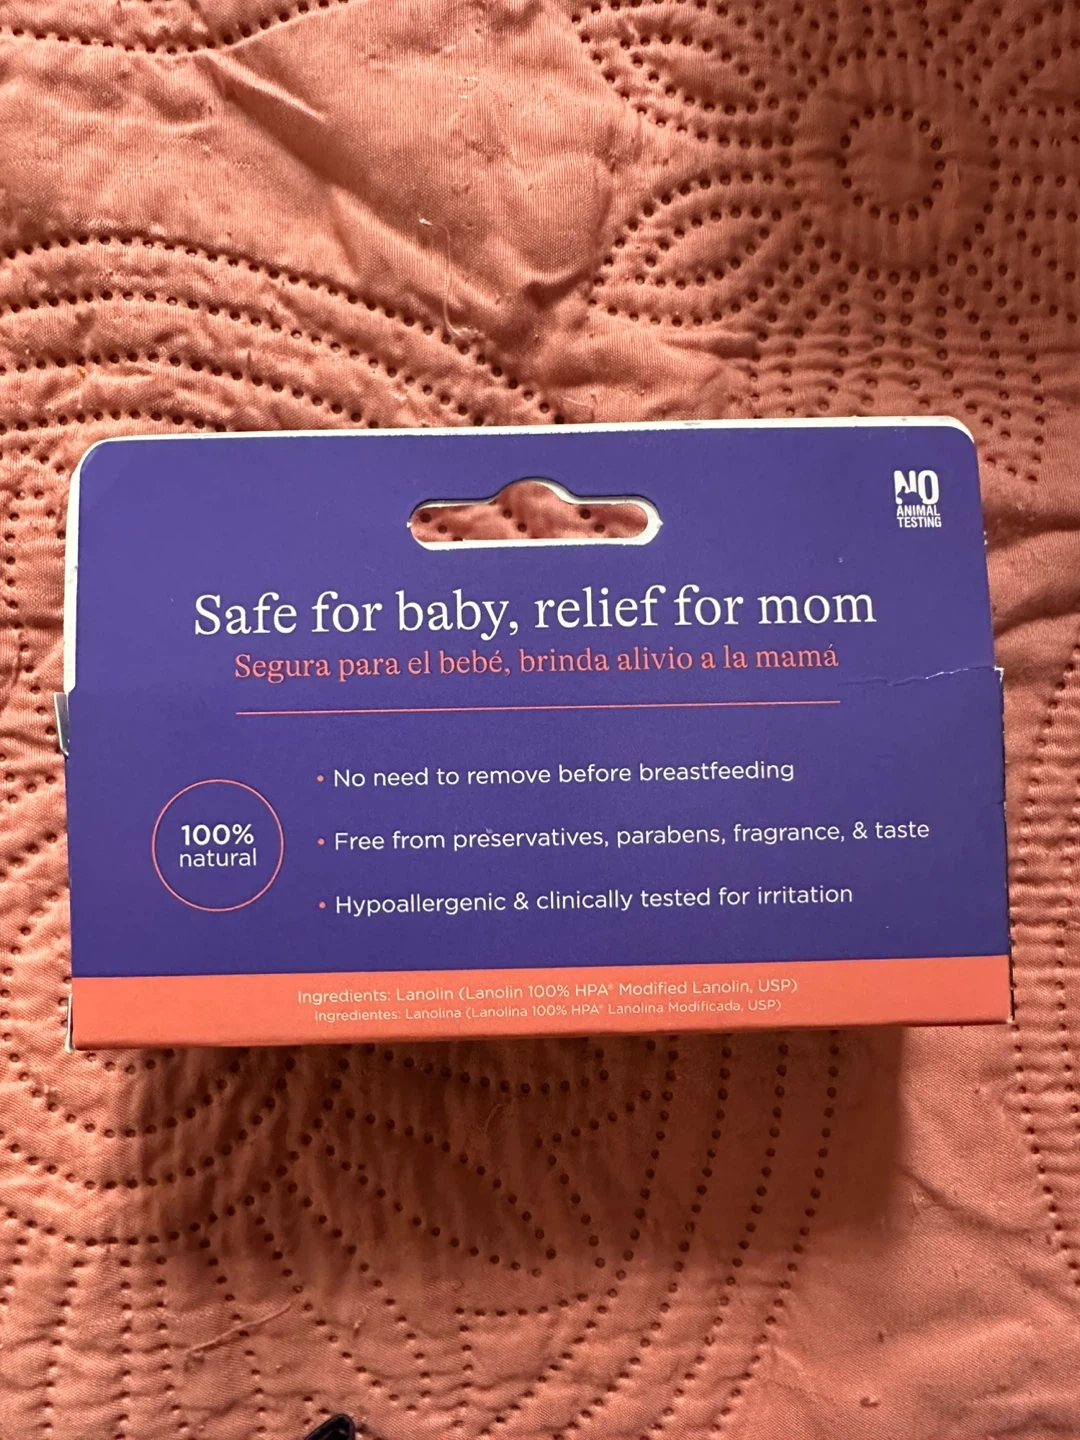 NO
ANIMAL
TESTING
Safe for baby, relief for mom
Segura para el bebé, brinda alivio a la mamá
100%
natural
• No need to remove before breastfeeding
• Free from preservatives, parabens, fragrance, & taste
• Hypoallergenic & clinically tested for irritation
Ingredients: Lanolin (Lanolin 100% HPA® Modified Lanolin, USP)
Ingredientes: Lanolina (Lanolina 100% HPA® Lanolina Modificada, USP)